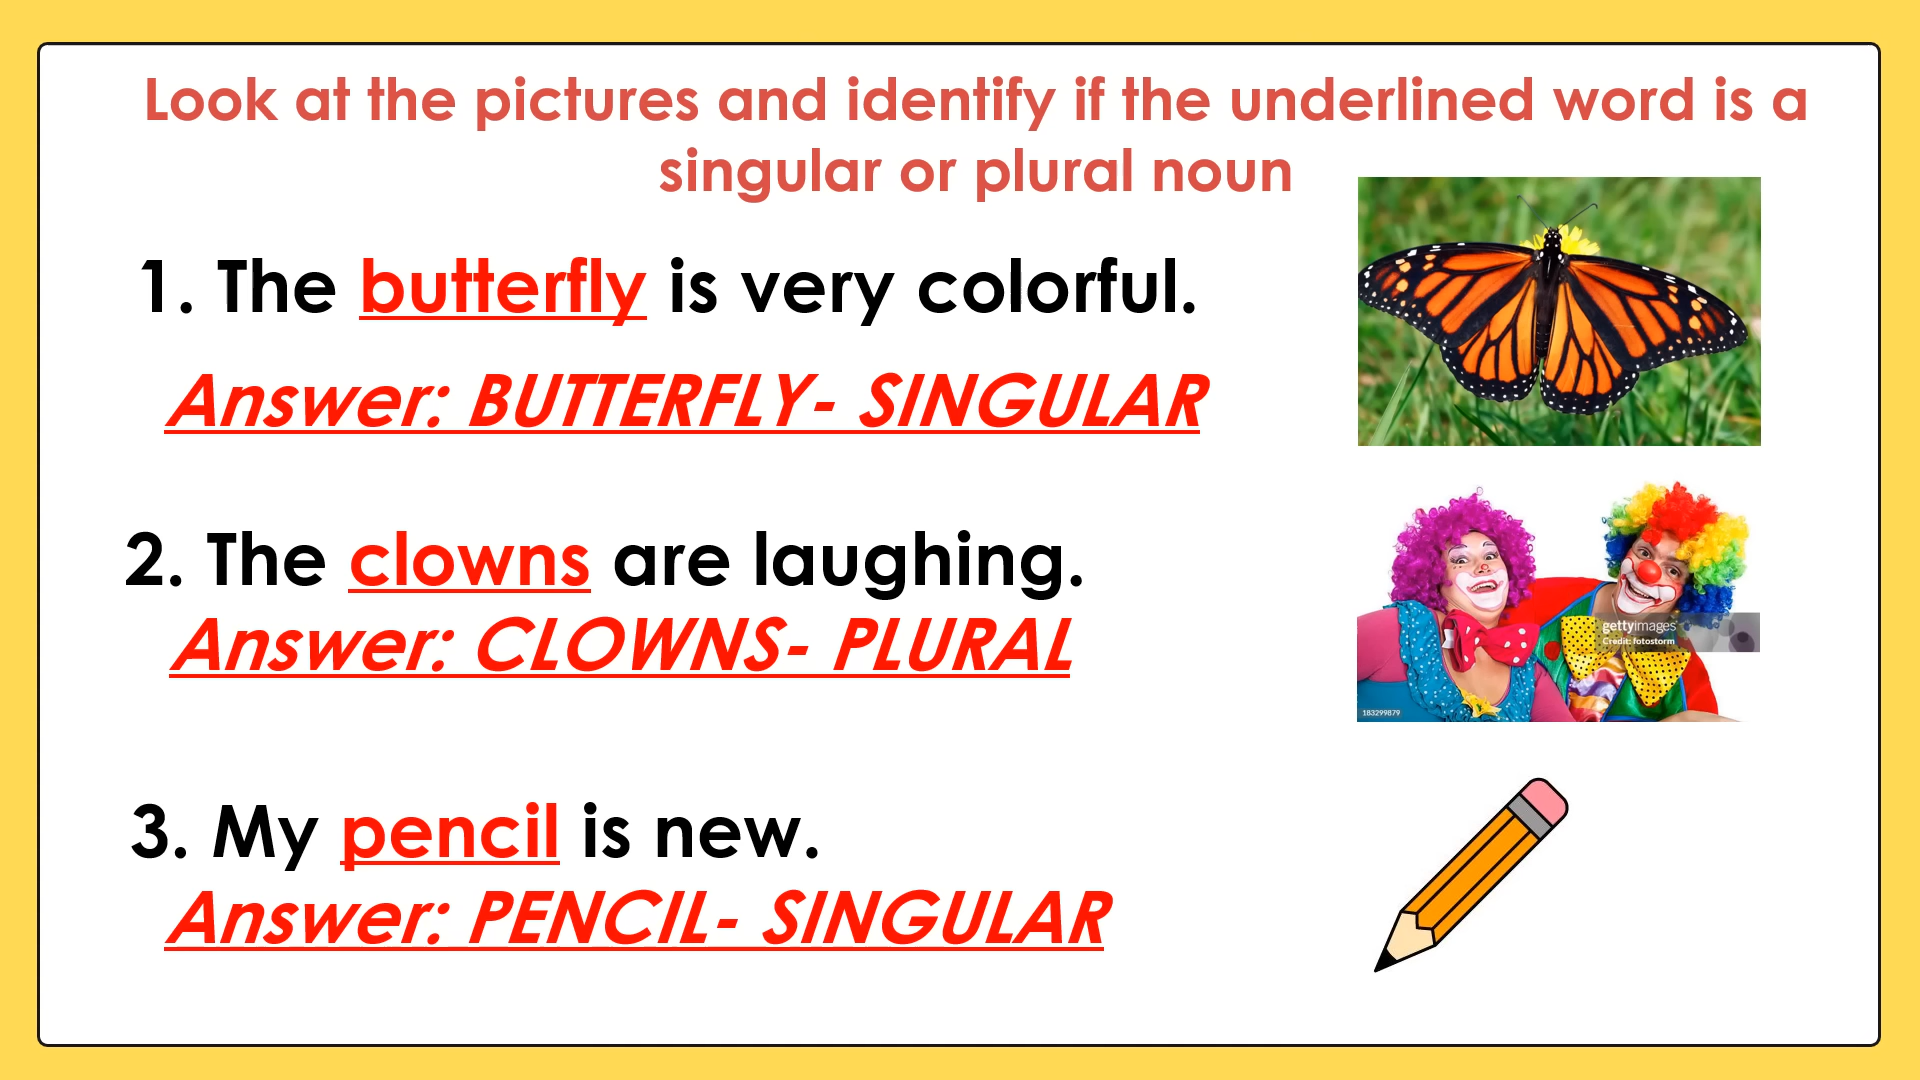 Look at the pictures and identify if the underlined word is a
singular or plural noun
1. The butterfly is very colorful.
Answer: BUTTERFLY- SINGULAR
2. The clowns are laughing.
Answer: CLOWNS- PLURAL
gettyimages
Credit: fotostorm
183299879
3. My pencil is new.
Answer: PENCIL- SINGULAR